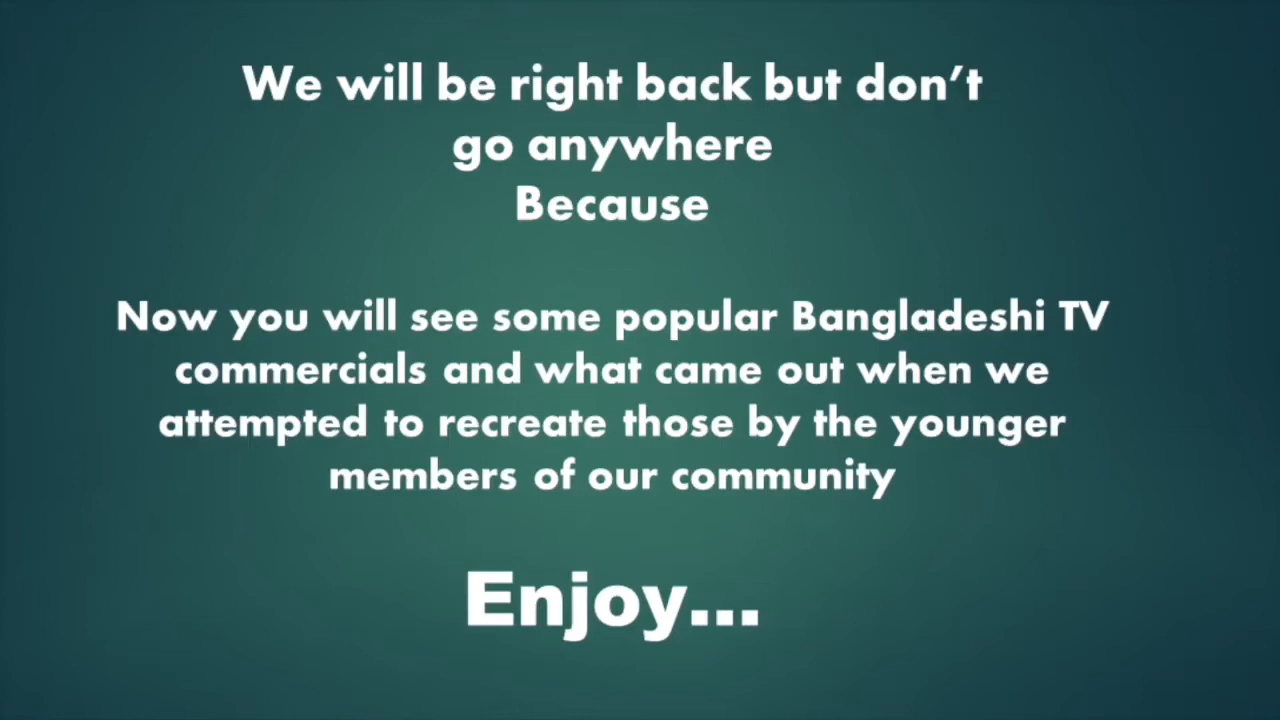 We will be right back but don’t
go anywhere
Because
Now you will see some popular Bangladeshi TV
commercials and what came out when we
attempted to recreate those by the younger
members of our community
Enjoy...